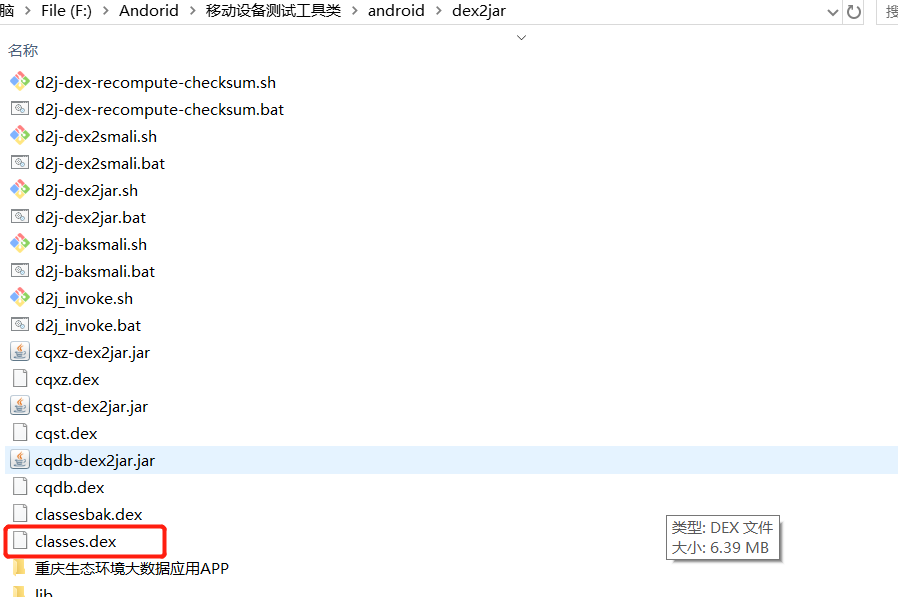 脑 > File (F:) > Andorid > 移动设备测试工具类 > android > dex2jar
搜
名称
d2j-dex-recompute-checksum.sh
d2j-dex-recompute-checksum.bat
d2j-dex2smali.sh
d2j-dex2smali.bat
d2j-dex2jar.sh
d2j-dex2jar.bat
d2j-baksmali.sh
d2j-baksmali.bat
d2j_invoke.sh
d2j_invoke.bat
cqxz-dex2jar.jar
cqxz.dex
cqst-dex2jar.jar
cqst.dex
cqdb-dex2jar.jar
cqdb.dex
classesbak.dex
类型: DEX 文件
classes.dex
大小: 6.39 MB
重庆生态环境大数据应用APP
lib